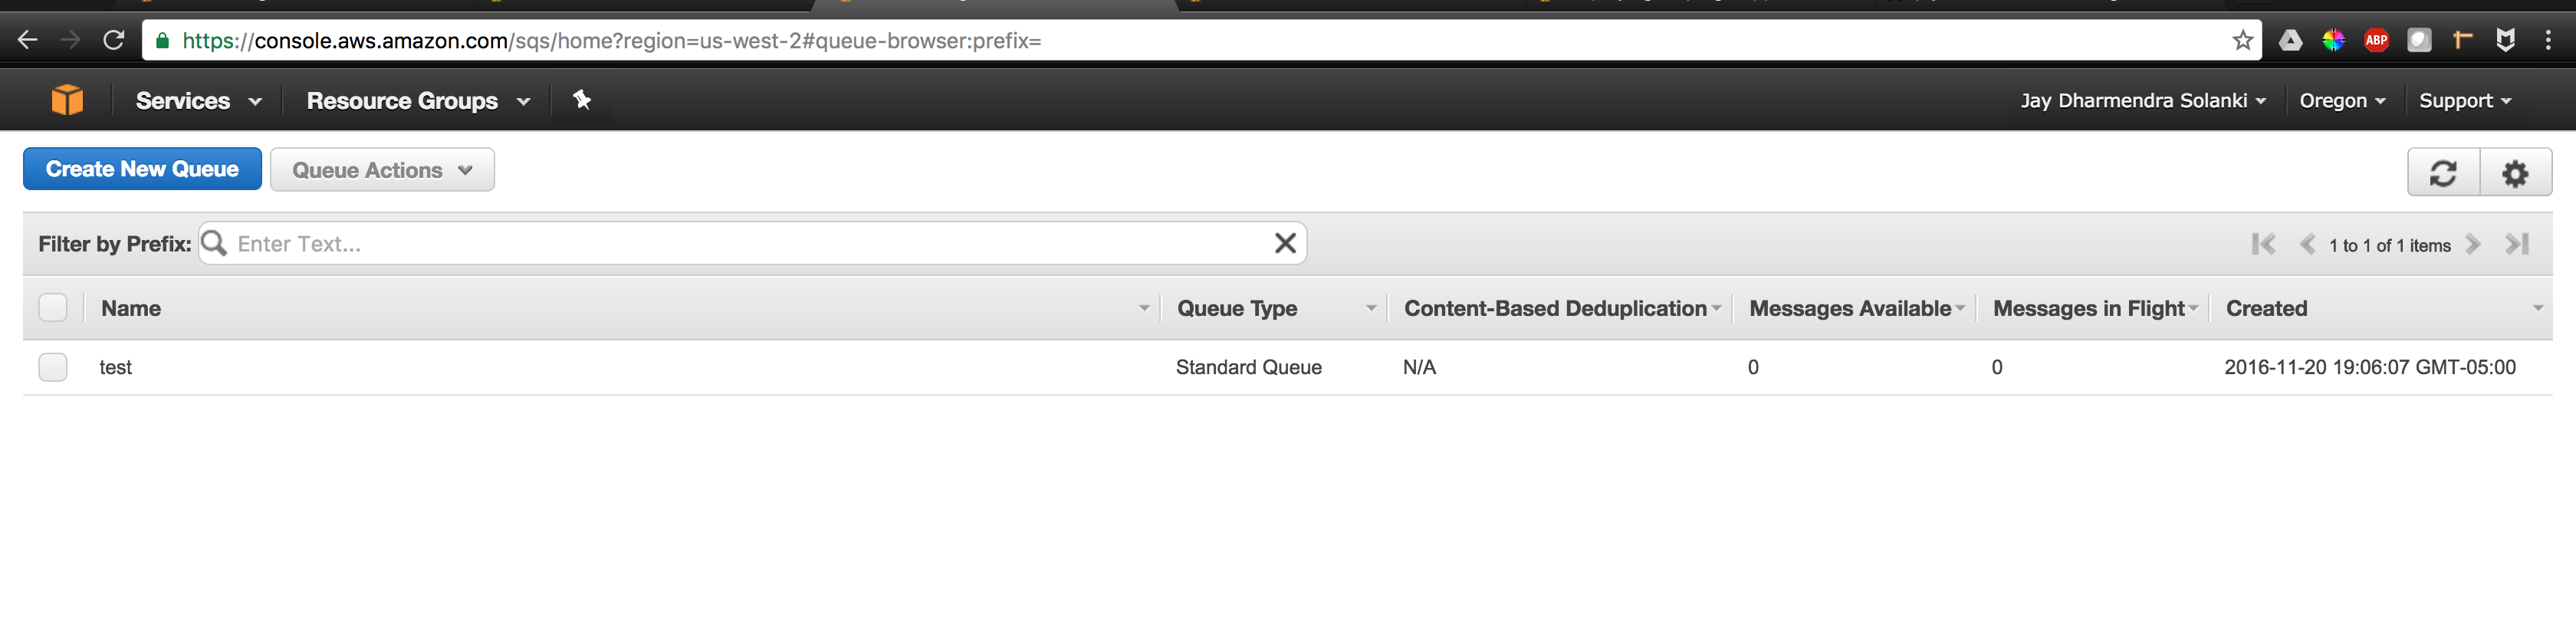 https://console.aws.amazon.com/sqs/home?region=us-west-2#queue-browser:prefix=
ABP
Services Resource Groups Jay Dharmendra Solanki Oregon Support
Create New Queue Queue Actions
Filter by Prefix: Enter Text... 1 to 1 of 1 items
Name Queue Type Content-Based Deduplication Messages Available Messages in Flight Created
test Standard Queue N/A 0 0 2016-11-20 19:06:07 GMT-05:00